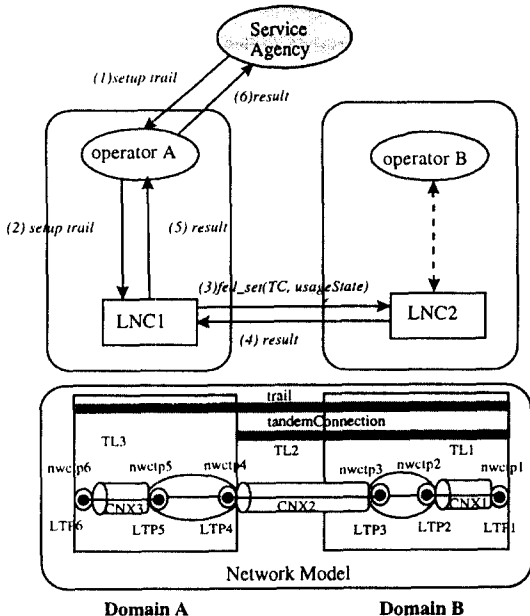 Service
Agency
(1)setup trail
(6)result
operator A
operator B
(2) setup trail
(5) result
(3)fed_set(TC, usageState)
LNC1
LNC2
(4) result
trail
tandemConnection
TL3
TL2
TL1
nwctp6
nwctp5
nwctp4
nwctp3
nwctp2
nwctp1
CNX3
CNX2
CNX1
LTP6
LTP5
LTP4
LTP3
LTP2
LTP1
Network Model
Domain A
Domain B